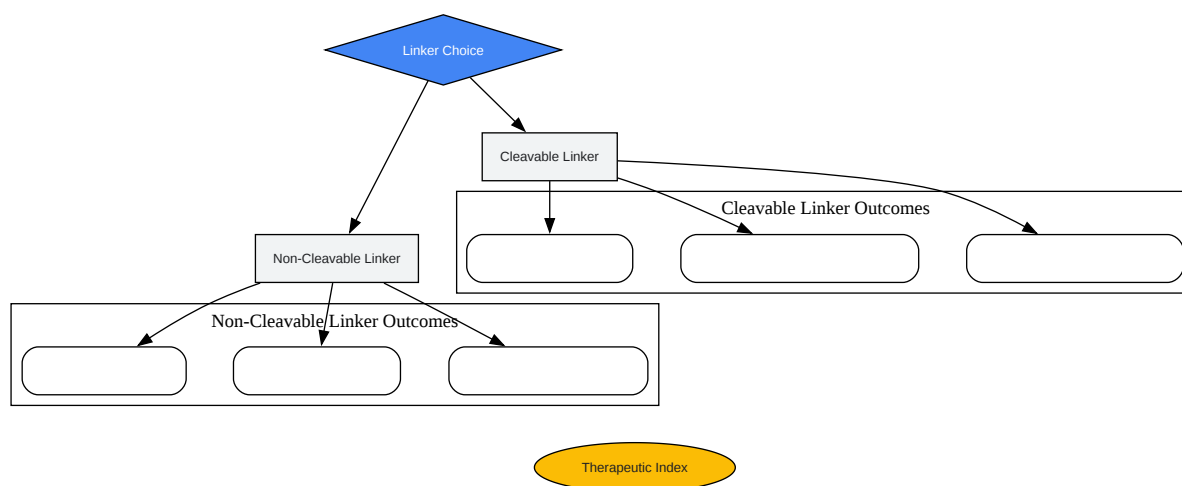 Linker Choice
Cleavable Linker
Cleavable Linker Outcomes
Non-Cleavable Linker
Non-Cleavable Linker Outcomes
Therapeutic Index